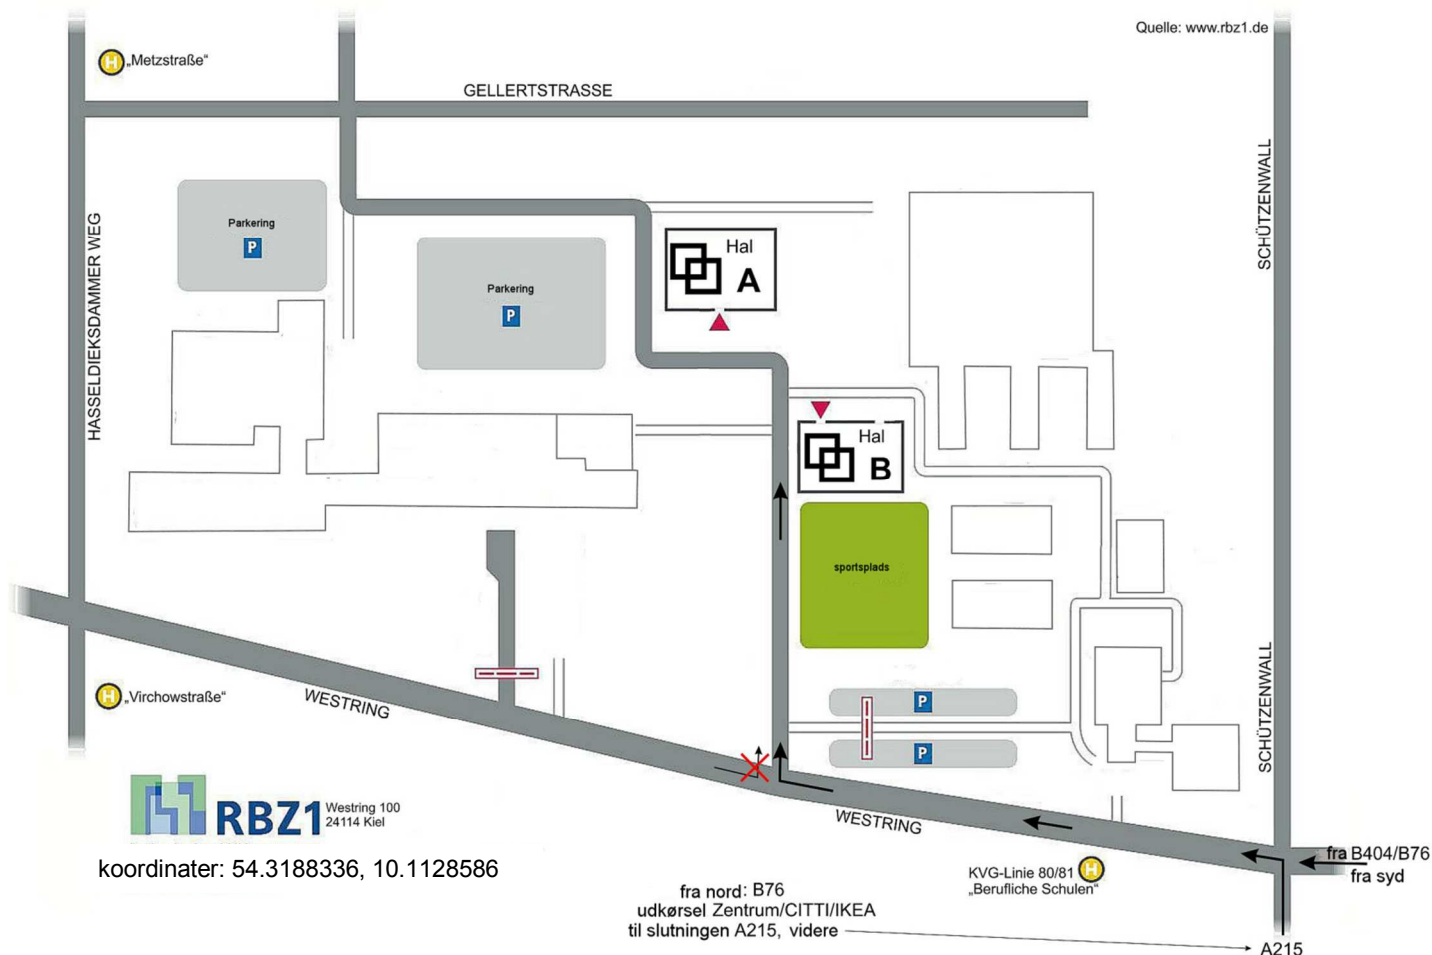 Quelle: www.rbz1.de
H „Metzstraße“
GELLERTSTRASSE
SCHÜTZENWALL
HASSELDIEKSDAMMER WEG
Parkering
P
Parkering
P
Hal
A
Hal
B
sportsplads
P
P
SCHÜTZENWALL
H „Virchowstraße“
WESTRING
WESTRING
RBZ1
Westring 100
24114 Kiel
koordinater: 54.3188336, 10.1128586
KVG-Linie 80/81 H
„Berufliche Schulen“
fra B404/B76
fra syd
fra nord: B76
udkørsel Zentrum/CITTI/IKEA
til slutningen A215, videre
A215